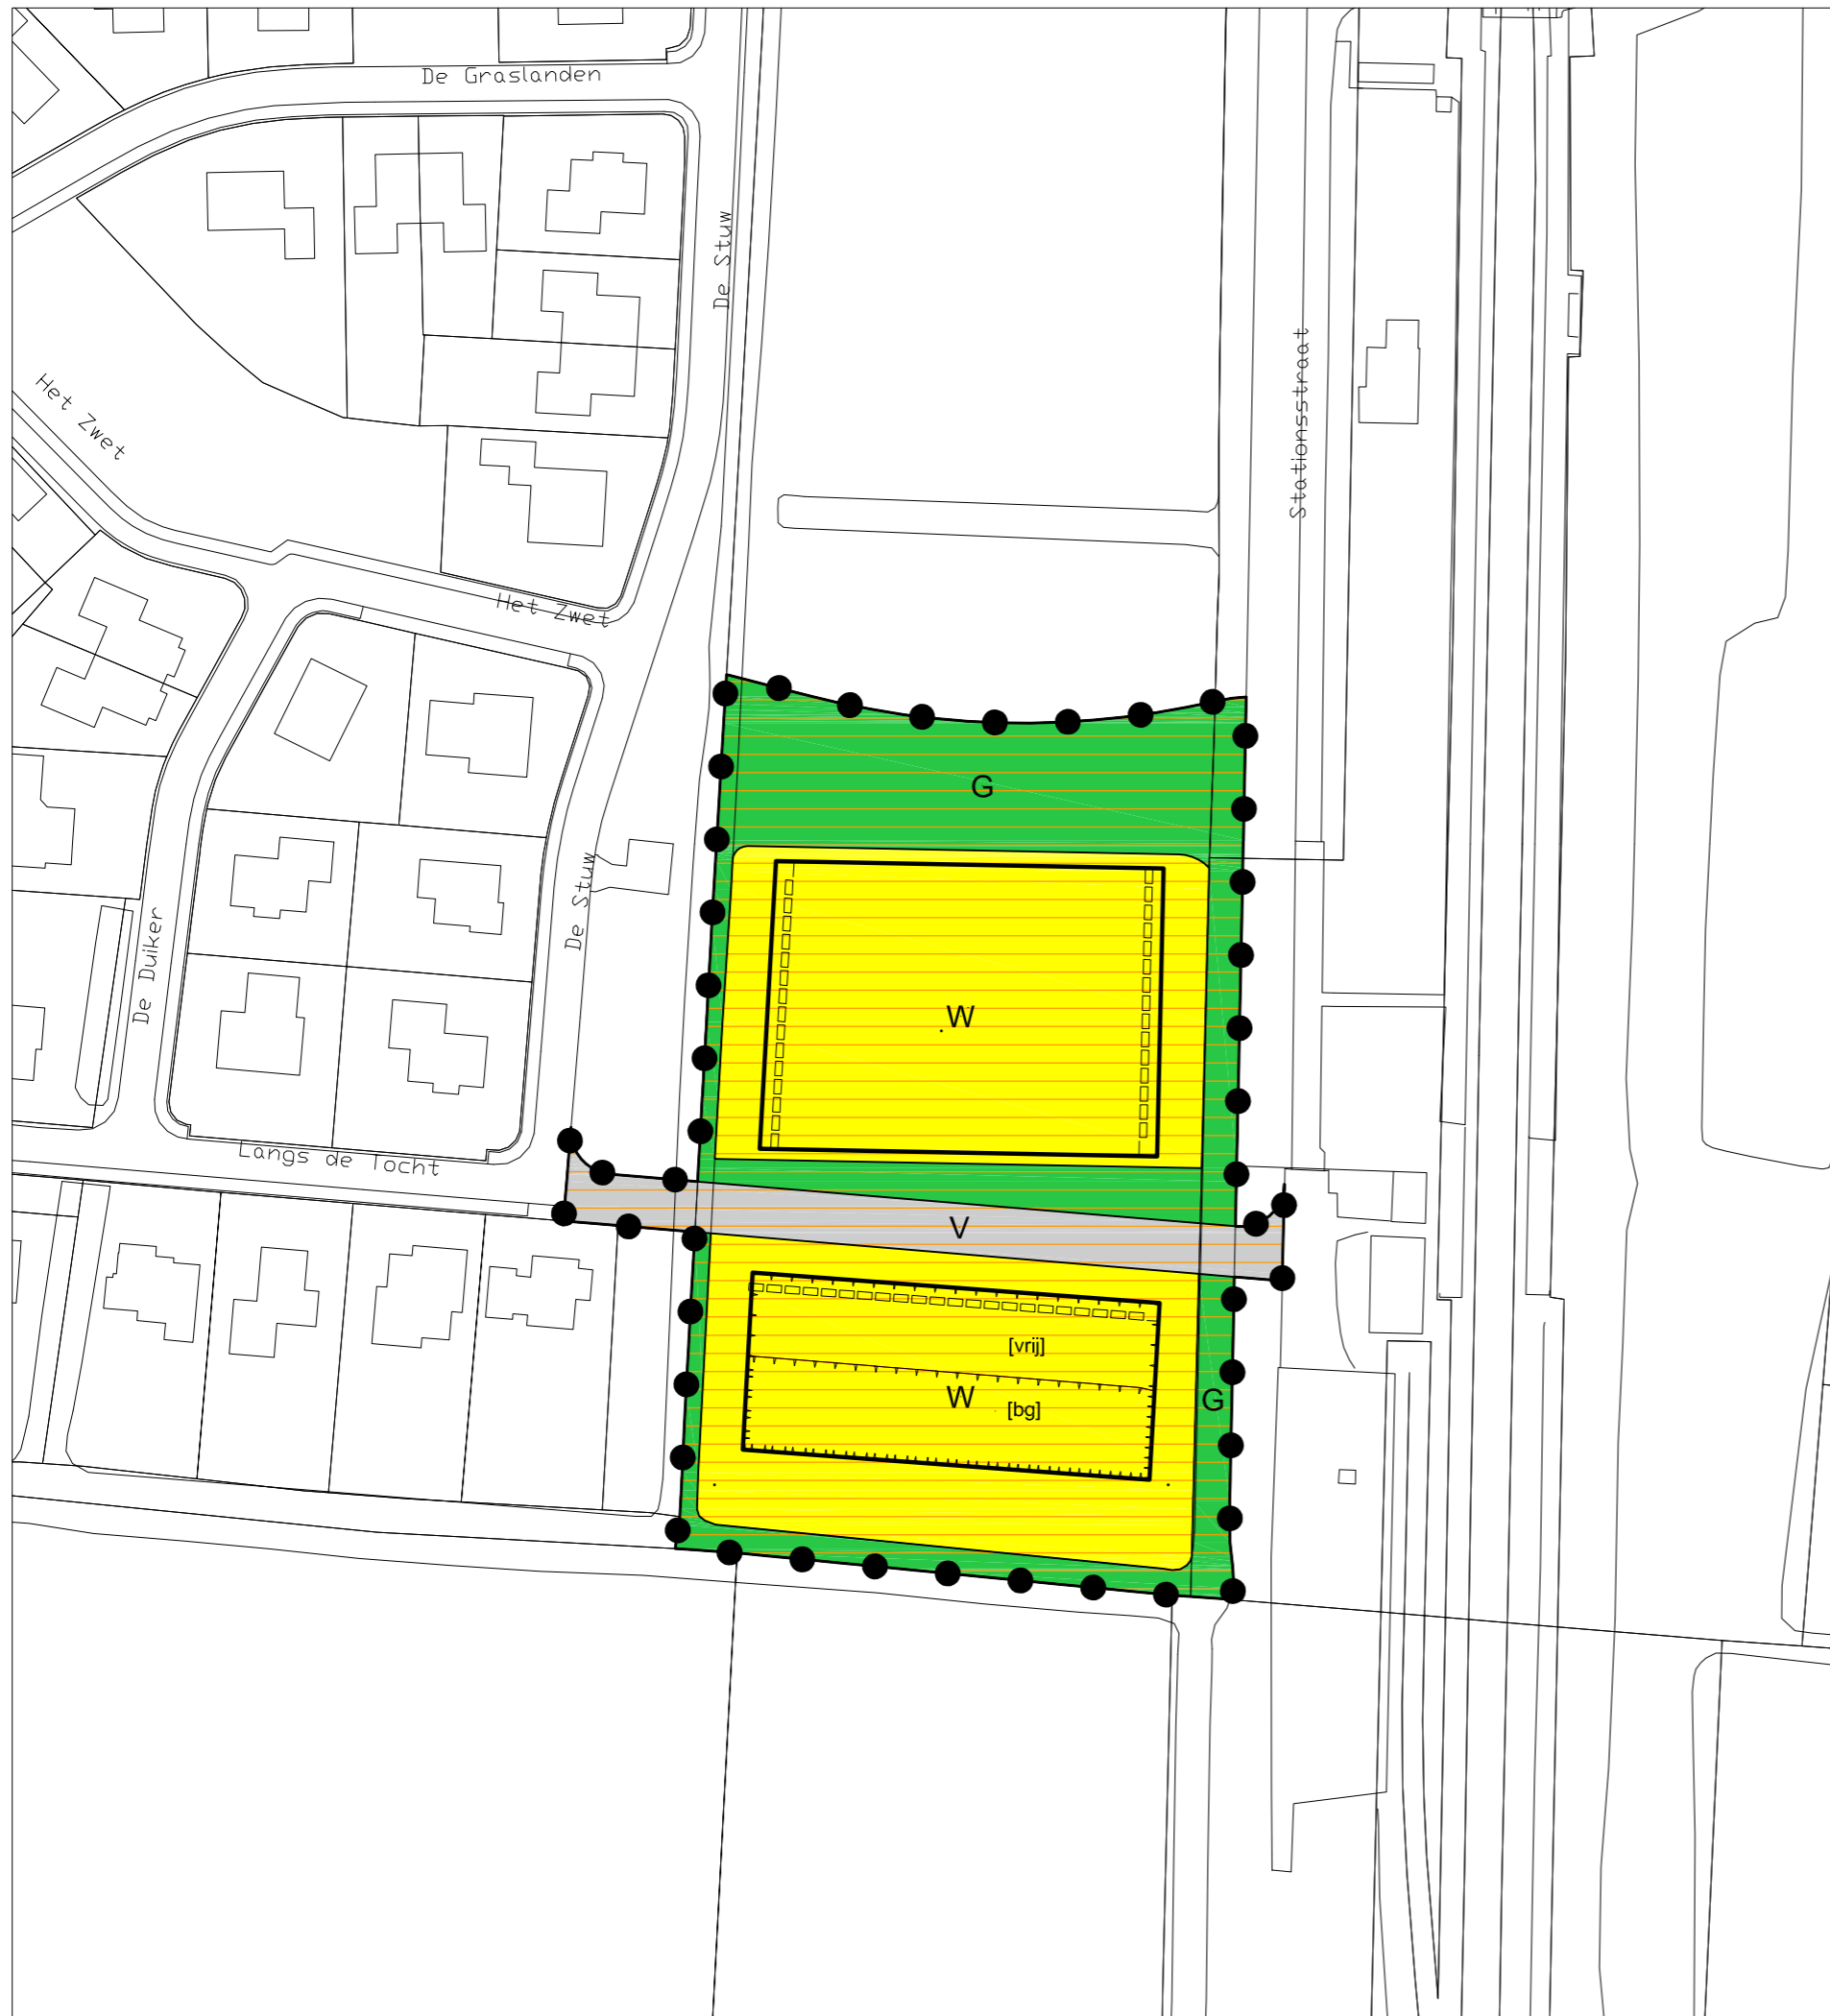 De Graslanden
De Stuw
Stationsstraat
Het Zwet
Het Zwet
G
De Stuw
De Duiker
W
Langs de Tocht
V
[vrij]
W
G
[bg]